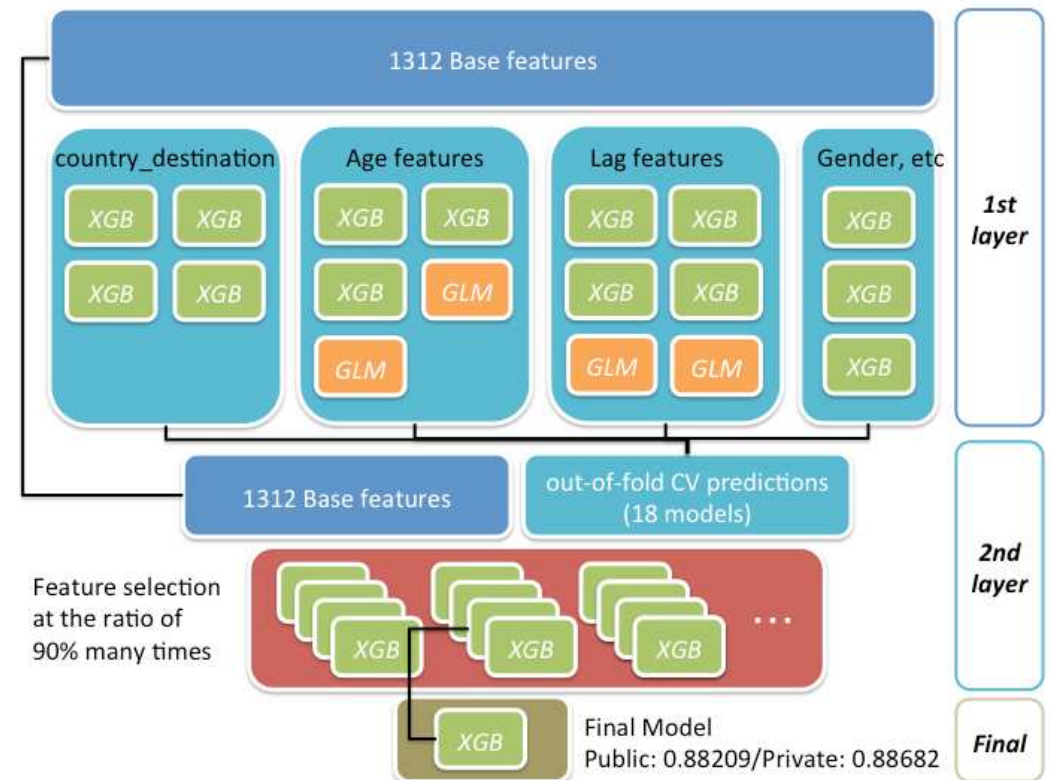 1312 Base features
1st
layer
country_destination
Age features
Lag features
Gender, etc
XGB XGB
XGB XGB
XGB XGB
XGB GLM
GLM
XGB XGB
XGB XGB
GLM GLM
XGB
XGB
XGB
1312 Base features
out-of-fold CV predictions
(18 models)
2nd
layer
Feature selection
at the ratio of
90% many times
XGB
XGB
XGB
...
XGB
Final Model
Public: 0.88209/Private: 0.88682
Final